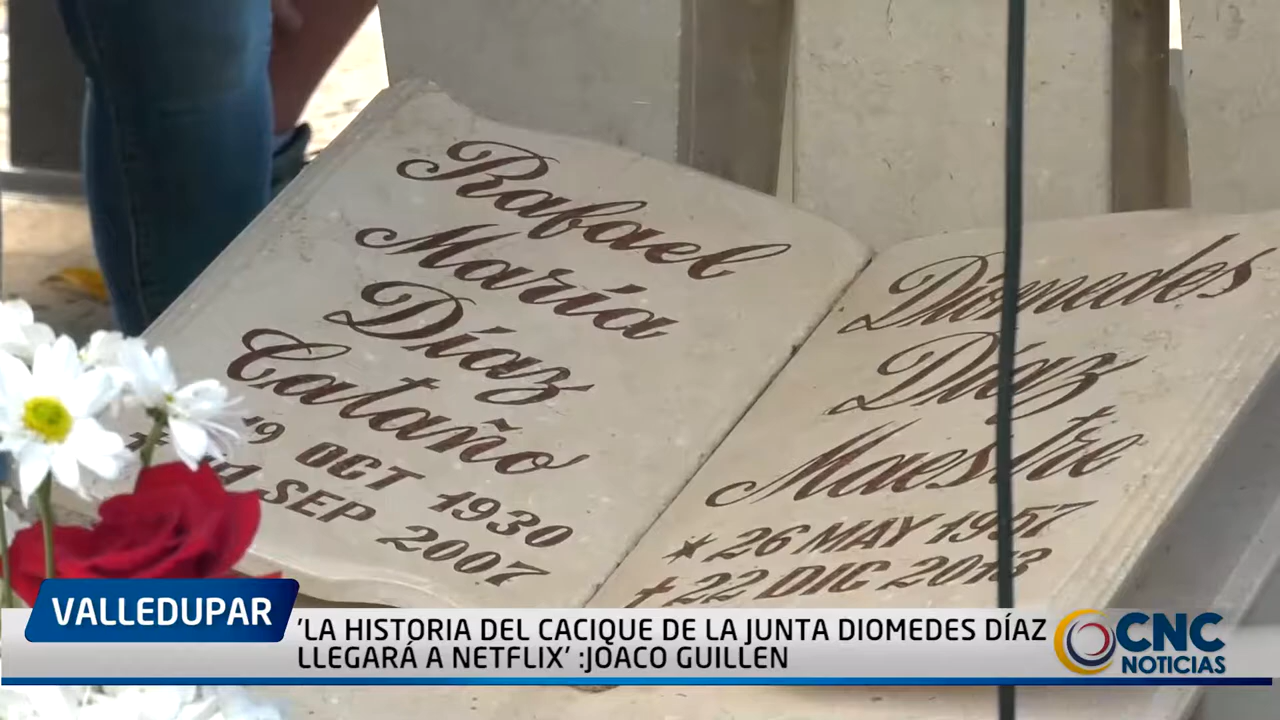 Rafael
María
Díaz
Cataño
9 OCT 1930
SEP 2007
Diomedes
Díaz
Maestre
26 MAY 1957
22 DIC 2013
VALLEDUPAR
'LA HISTORIA DEL CACIQUE DE LA JUNTA DIOMEDES DÍAZ
LLEGARÁ A NETFLIX' :JOACO GUILLEN
CNC
NOTICIAS